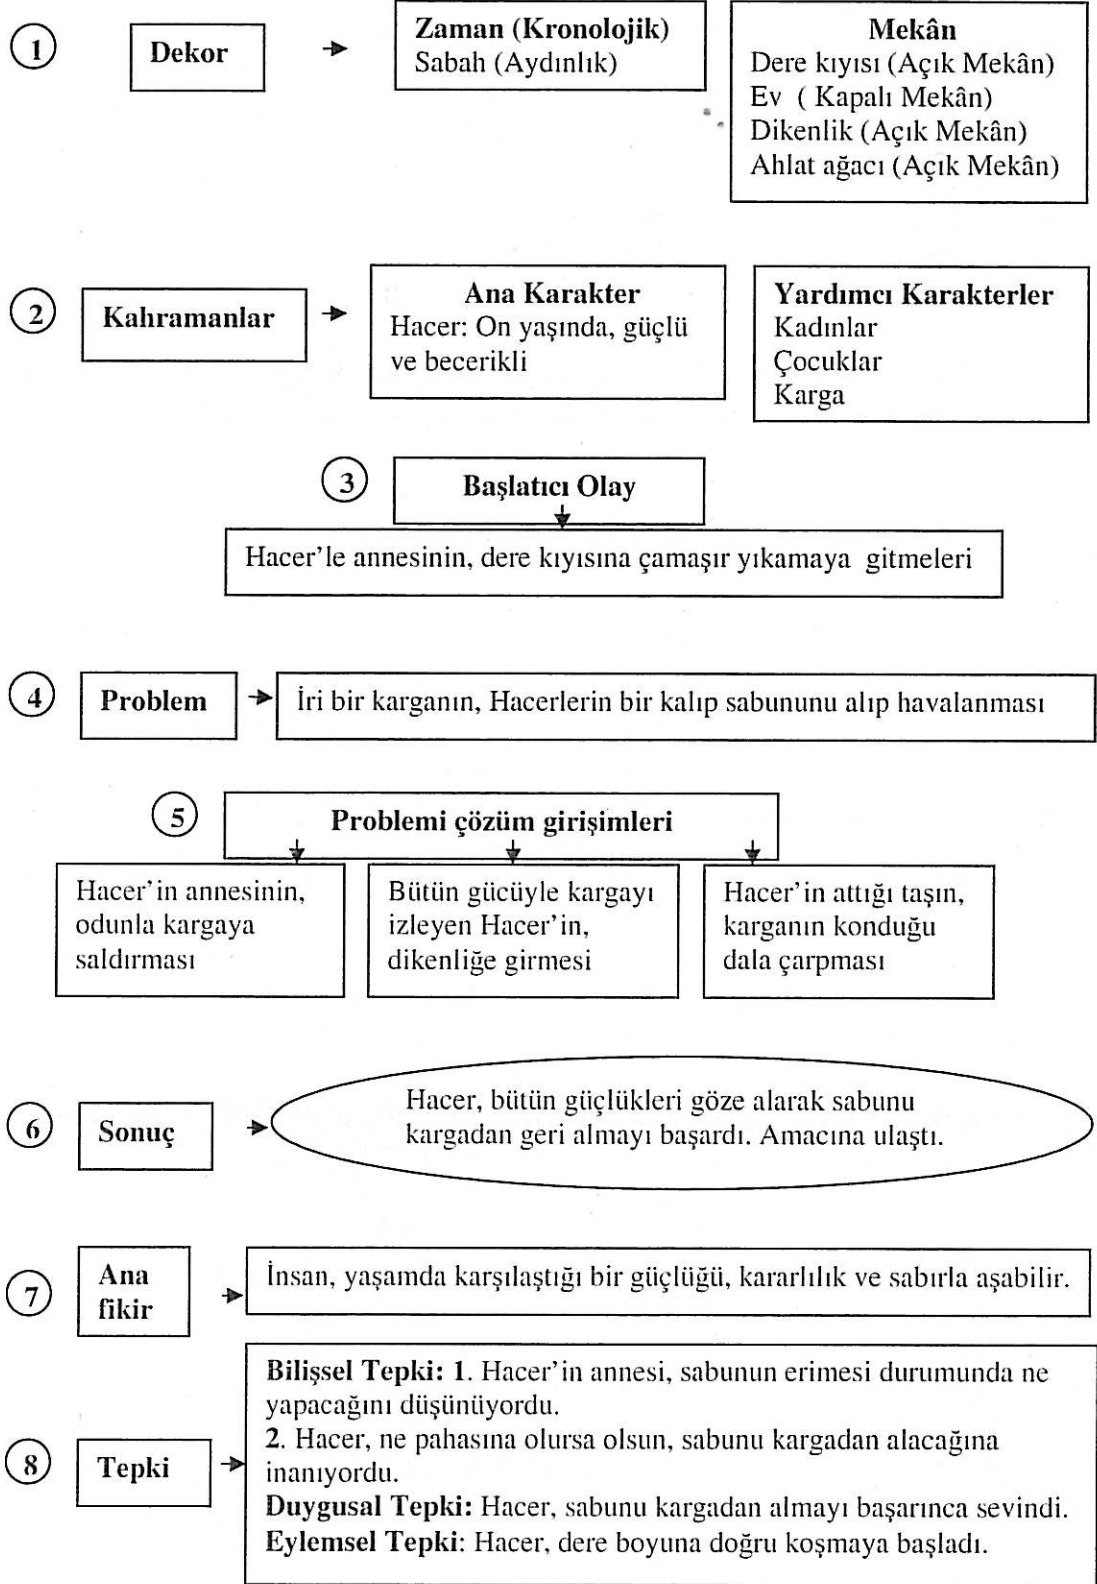 1
Dekor
Zaman (Kronolojik)
Sabah (Aydınlık)
Mekân
Dere kıyısı (Açık Mekân)
Ev ( Kapalı Mekân)
Dikenlik (Açık Mekân)
Ahlat ağacı (Açık Mekân)
2
Kahramanlar
Ana Karakter
Hacer: On yaşında, güçlü
ve becerikli
Yardımcı Karakterler
Kadınlar
Çocuklar
Karga
3
Başlatıcı Olay
Hacer’le annesinin, dere kıyısına çamaşır yıkamaya gitmeleri
4
Problem
İri bir karganın, Hacerlerin bir kalıp sabununu alıp havalanması
5
Problemi çözüm girişimleri
Hacer’in annesinin,
odunla kargaya
saldırması
Bütün gücüyle kargayı
izleyen Hacer’in,
dikenliğe girmesi
Hacer’in attığı taşın,
karganın konduğu
dala çarpması
6
Sonuç
Hacer, bütün güçlükleri göze alarak sabunu
kargadan geri almayı başardı. Amacına ulaştı.
7
Ana
fikir
İnsan, yaşamda karşılaştığı bir güçlüğü, kararlılık ve sabırla aşabilir.
8
Tepki
Bilişsel Tepki: 1. Hacer’in annesi, sabunun erimesi durumunda ne
yapacağını düşünüyordu.
2. Hacer, ne pahasına olursa olsun, sabunu kargadan alacağına
inanıyordu.
Duygusal Tepki: Hacer, sabunu kargadan almayı başarınca sevindi.
Eylemsel Tepki: Hacer, dere boyuna doğru koşmaya başladı.